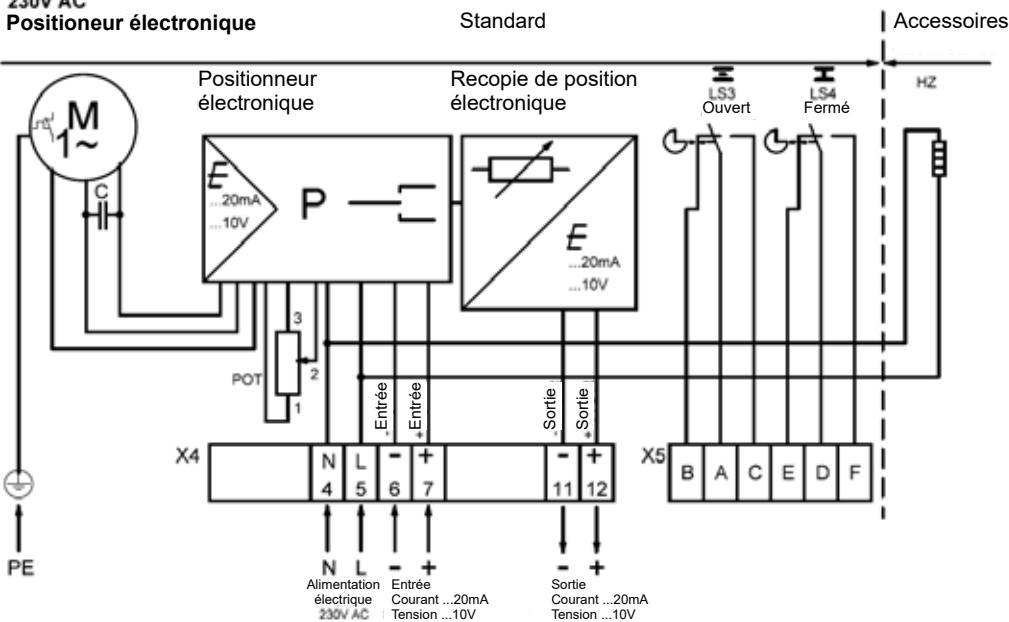 230V AC
Positioneur électronique
Standard
Accessoires
Positionneur
électronique
Recopie de position
électronique
LS3
Ouvert
LS4
Fermé
HZ
M
1~
C
E
...20mA
...10V
P
E
...20mA
...10V
POT
3
2
1
- Entrée
+ Entrée
- Sortie
+ Sortie
X4
N L - +
4 5 6 7
- +
11 12
X5
B A C E D F
PE
N L - +
- +
Alimentation
électrique
230V AC
Entrée
Courant ...20mA
Tension ...10V
Sortie
Courant ...20mA
Tension ...10V